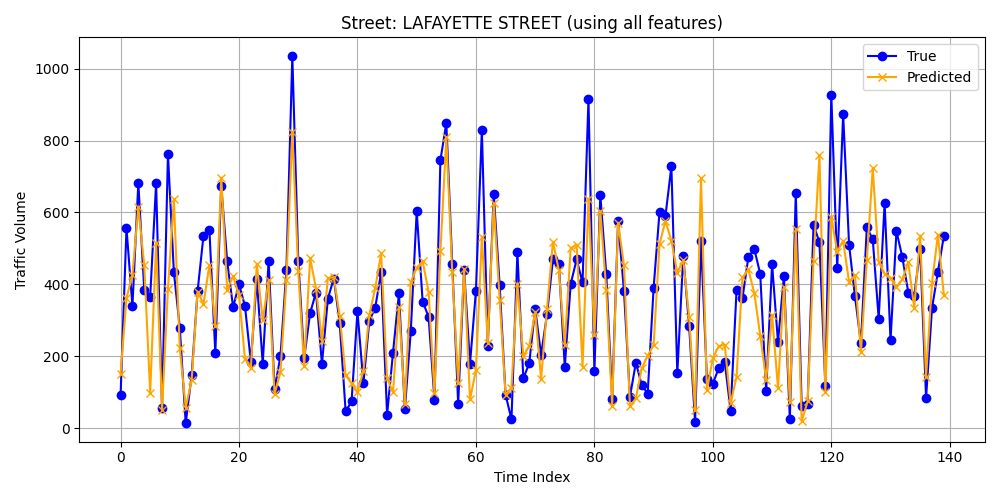 Street: LAFAYETTE STREET (using all features)
True
Predicted
Traffic Volume
1000
800
600
400
200
0
0 20 40 60 80 100 120 140
Time Index